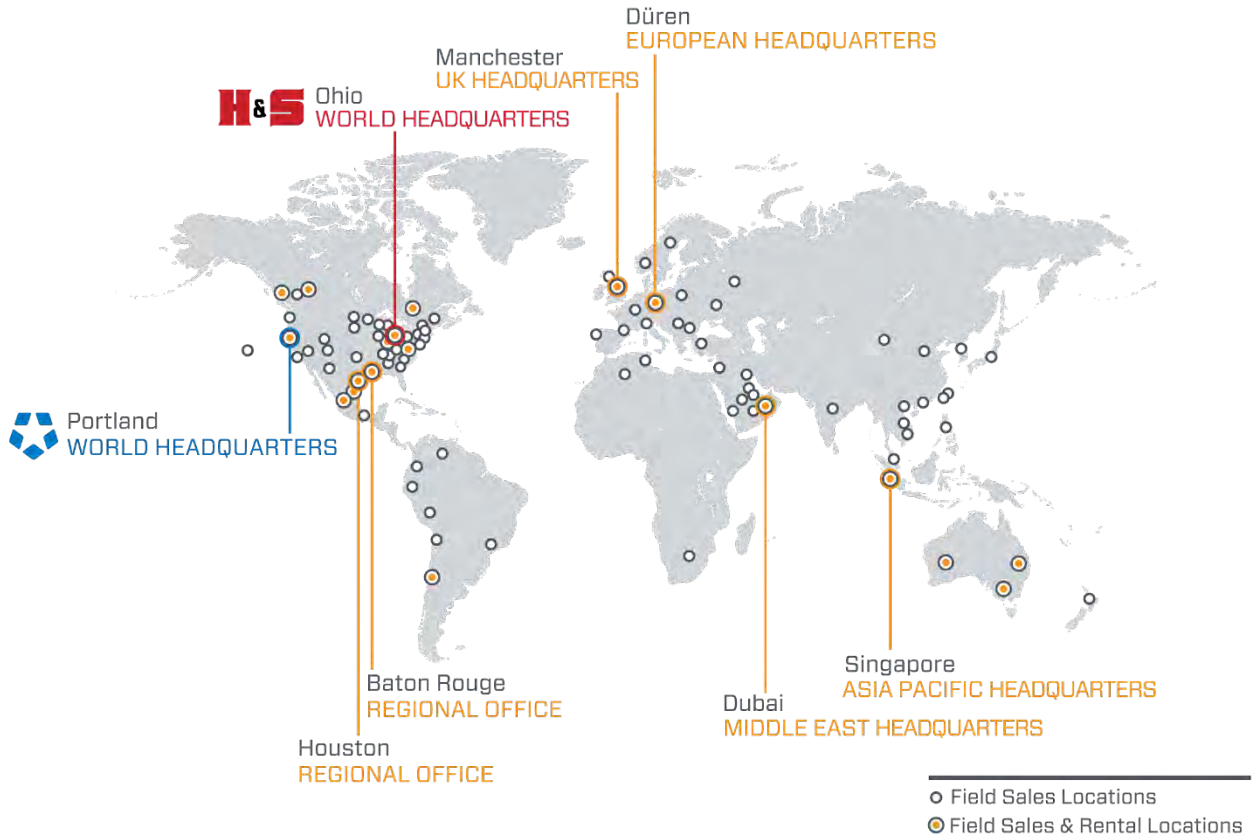 Düren
EUROPEAN HEADQUARTERS
Manchester
UK HEADQUARTERS
H&S
Ohio
WORLD HEADQUARTERS
Portland
WORLD HEADQUARTERS
Baton Rouge
REGIONAL OFFICE
Houston
REGIONAL OFFICE
Singapore
ASIA PACIFIC HEADQUARTERS
Dubai
MIDDLE EAST HEADQUARTERS
Field Sales Locations
Field Sales & Rental Locations